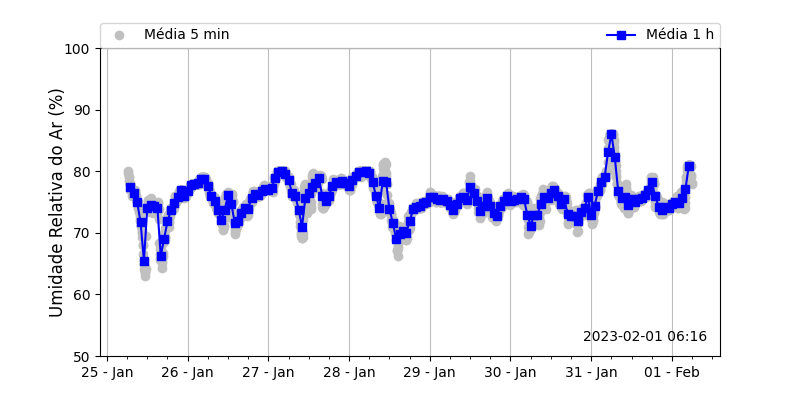 Média 5 min
Média 1 h
100
90
80
70
60
50
Umidade Relativa do Ar (%)
2023-02-01 06:16
25 - Jan
26 - Jan
27 - Jan
28 - Jan
29 - Jan
30 - Jan
31 - Jan
01 - Feb